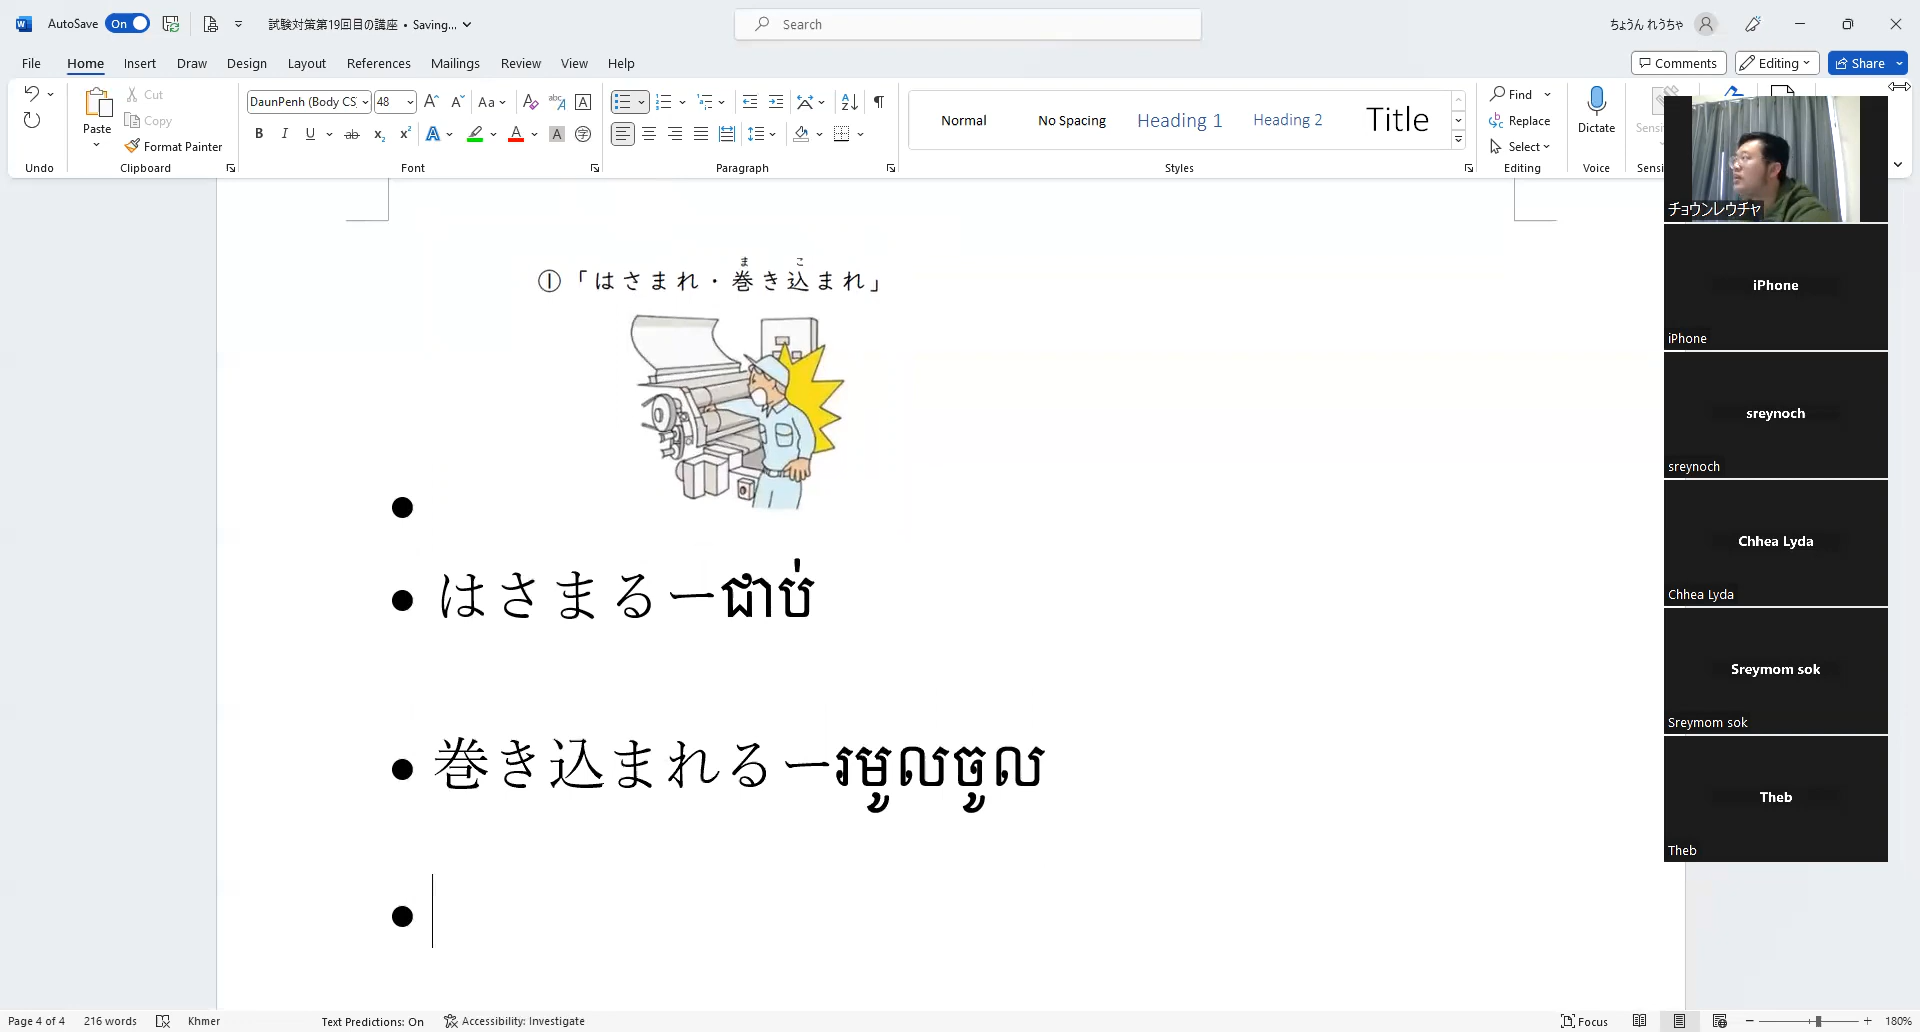 AutoSave On 試験対策第19回目の講座 • Saving... Search ちょうん れうちゃ
File Home Insert Draw Design Layout References Mailings Review View Help Comments Editing Share
Undo
Paste Cut Copy Format Painter
Clipboard
DaunPenh (Body CS) 48
Font
Paragraph
Normal No Spacing Heading 1 Heading 2 Title
Styles
Find Replace Select
Editing
Dictate
Voice
Sensi
Sensi
チョウンレウチャ
iPhone
iPhone
sreynoch
sreynoch
Chhea Lyda
Chhea Lyda
Sreymom sok
Sreymom sok
Theb
Theb
ま こ
①「はさまれ・巻き込まれ」
● はさまる－ជាប់
● 巻き込まれる－រមូលចូល
Page 4 of 4 216 words Khmer Text Predictions: On Accessibility: Investigate Focus 180%